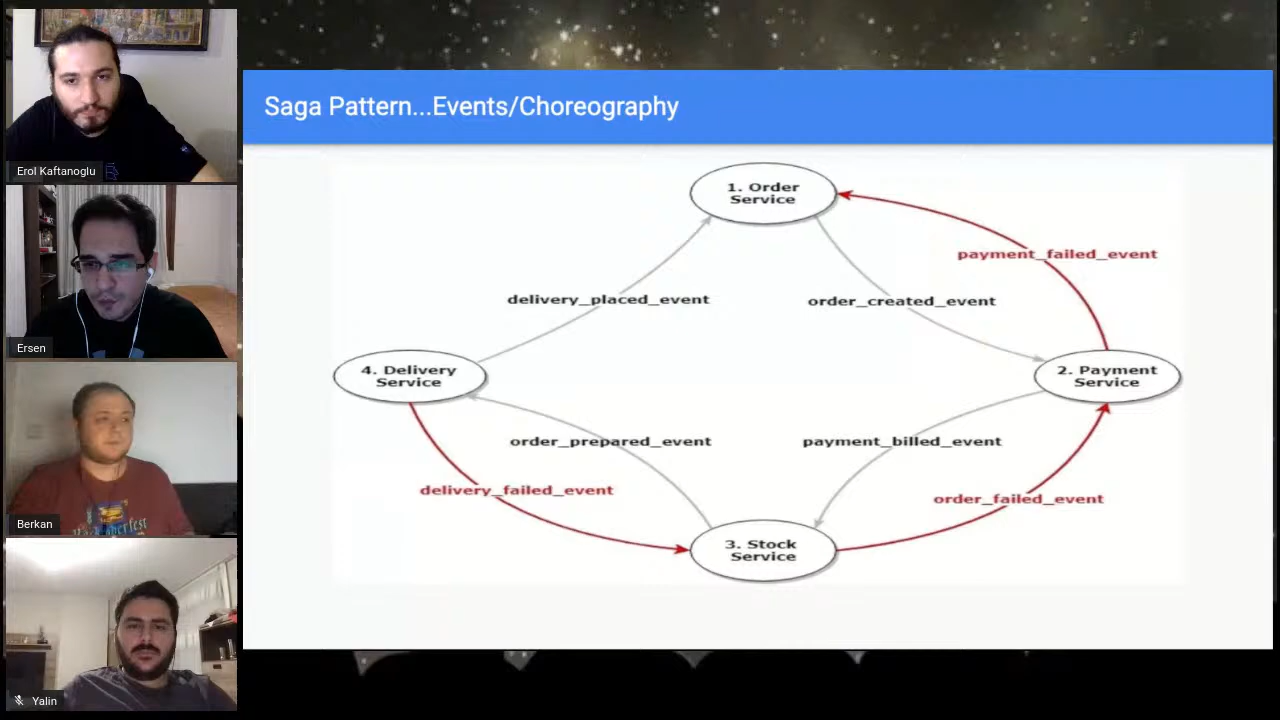 Erol Kaftanoglu
Ersen
Berkan
Yalin
Saga Pattern...Events/Choreography
1. Order
Service
payment_failed_event
delivery_placed_event
order_created_event
4. Delivery
Service
2. Payment
Service
order_prepared_event
payment_billed_event
delivery_failed_event
order_failed_event
3. Stock
Service